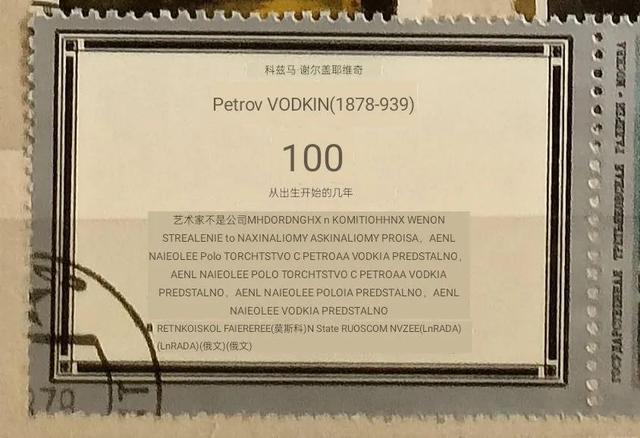 科兹马·谢尔盖耶维奇
Petrov VODKIN(1878-939)
100
从出生开始的几年
艺术家不是公司MHDORDNGHX n KOMITIOHHNX WENON
STREALENIE to NAXINALIOMY ASKINALIOMY PROISA，AENL
NAIEOLEE Polo TORCHTSTVO C PETROAA VODKIA PREDSTALNO，
AENL NAIEOLEE POLO TORCHTSTVO C PETROAA VODKIA
PREDSTALNO，AENL NAIEOLEE POLOIA PREDSTALNO，AENL
NAIEOLEE VODKIA PREDSTALNO
RETNKOISKOL FAIEREREE(莫斯科)N State RUOSCOM NVZEE(LnRADA)
(LnRADA)(俄文)(俄文)
ГОСУДАРСТВЕННАЯ ТРЕТЬЯКОВСКАЯ ГАЛЕРЕЯ • МОСКВА